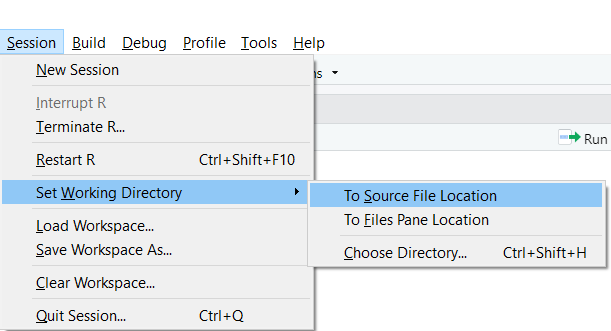 Session Build Debug Profile Tools Help
New Session
Interrupt R
Terminate R...
Run
Restart R Ctrl+Shift+F10
Set Working Directory
To Source File Location
To Files Pane Location
Choose Directory... Ctrl+Shift+H
Load Workspace...
Save Workspace As...
Clear Workspace...
Quit Session... Ctrl+Q